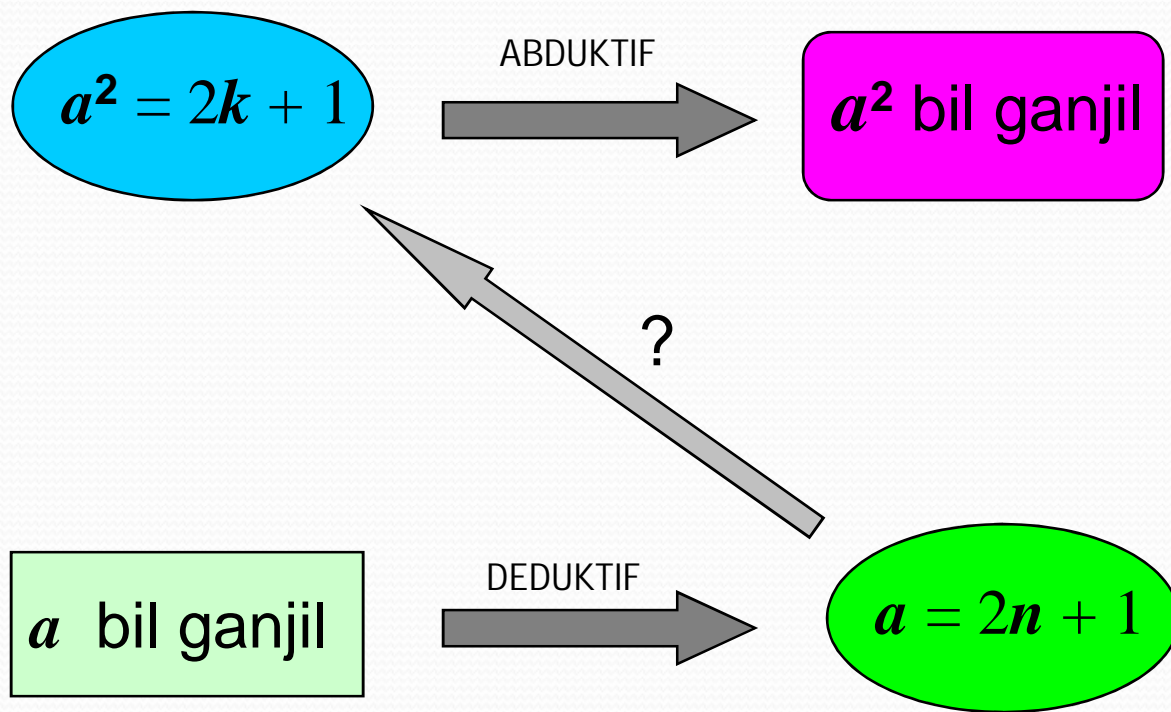 ABDUKTIF
a² = 2k + 1
a² bil ganjil
?
DEDUKTIF
a bil ganjil
a = 2n + 1